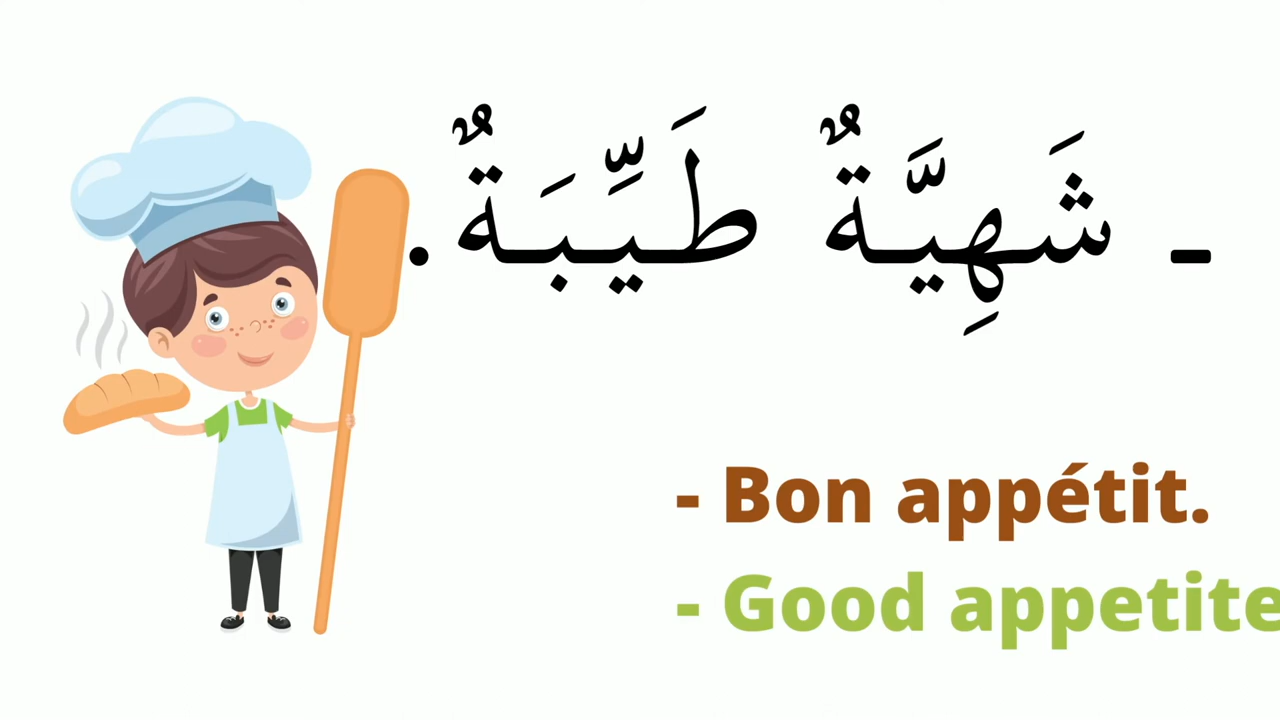 - شَهِيَّةٌ طَيِّبَةٌ.
- Bon appétit.
- Good appetite